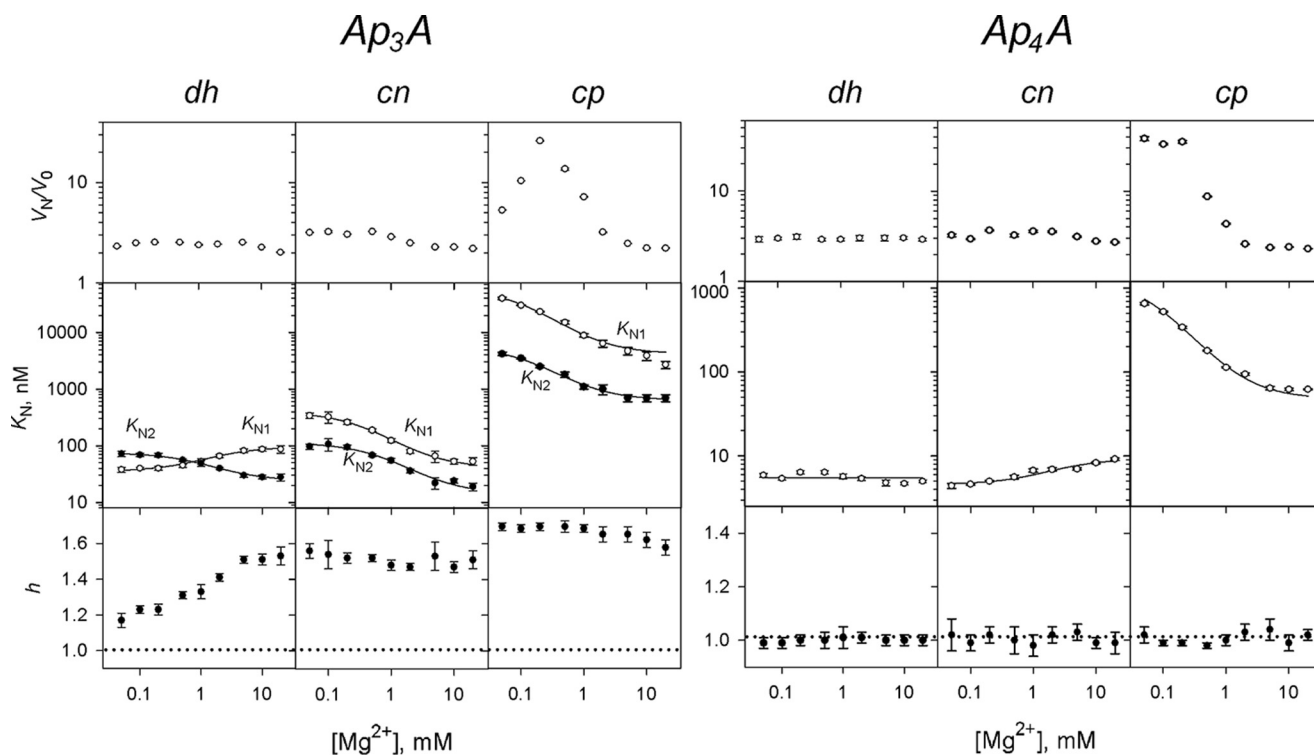 Ap3A Ap4A
dh cn cp dh cn cp
VN/V0
10
1
10
1
KN, nM
10000
1000
100
10
KN2 KN1
KN1
KN2
KN1
KN2
1000
100
10
h
1.6
1.4
1.2
1.0
1.4
1.2
1.0
0.1 1 10 0.1 1 10 0.1 1 10 0.1 1 10 0.1 1 10 0.1 1 10
[Mg2+], mM [Mg2+], mM